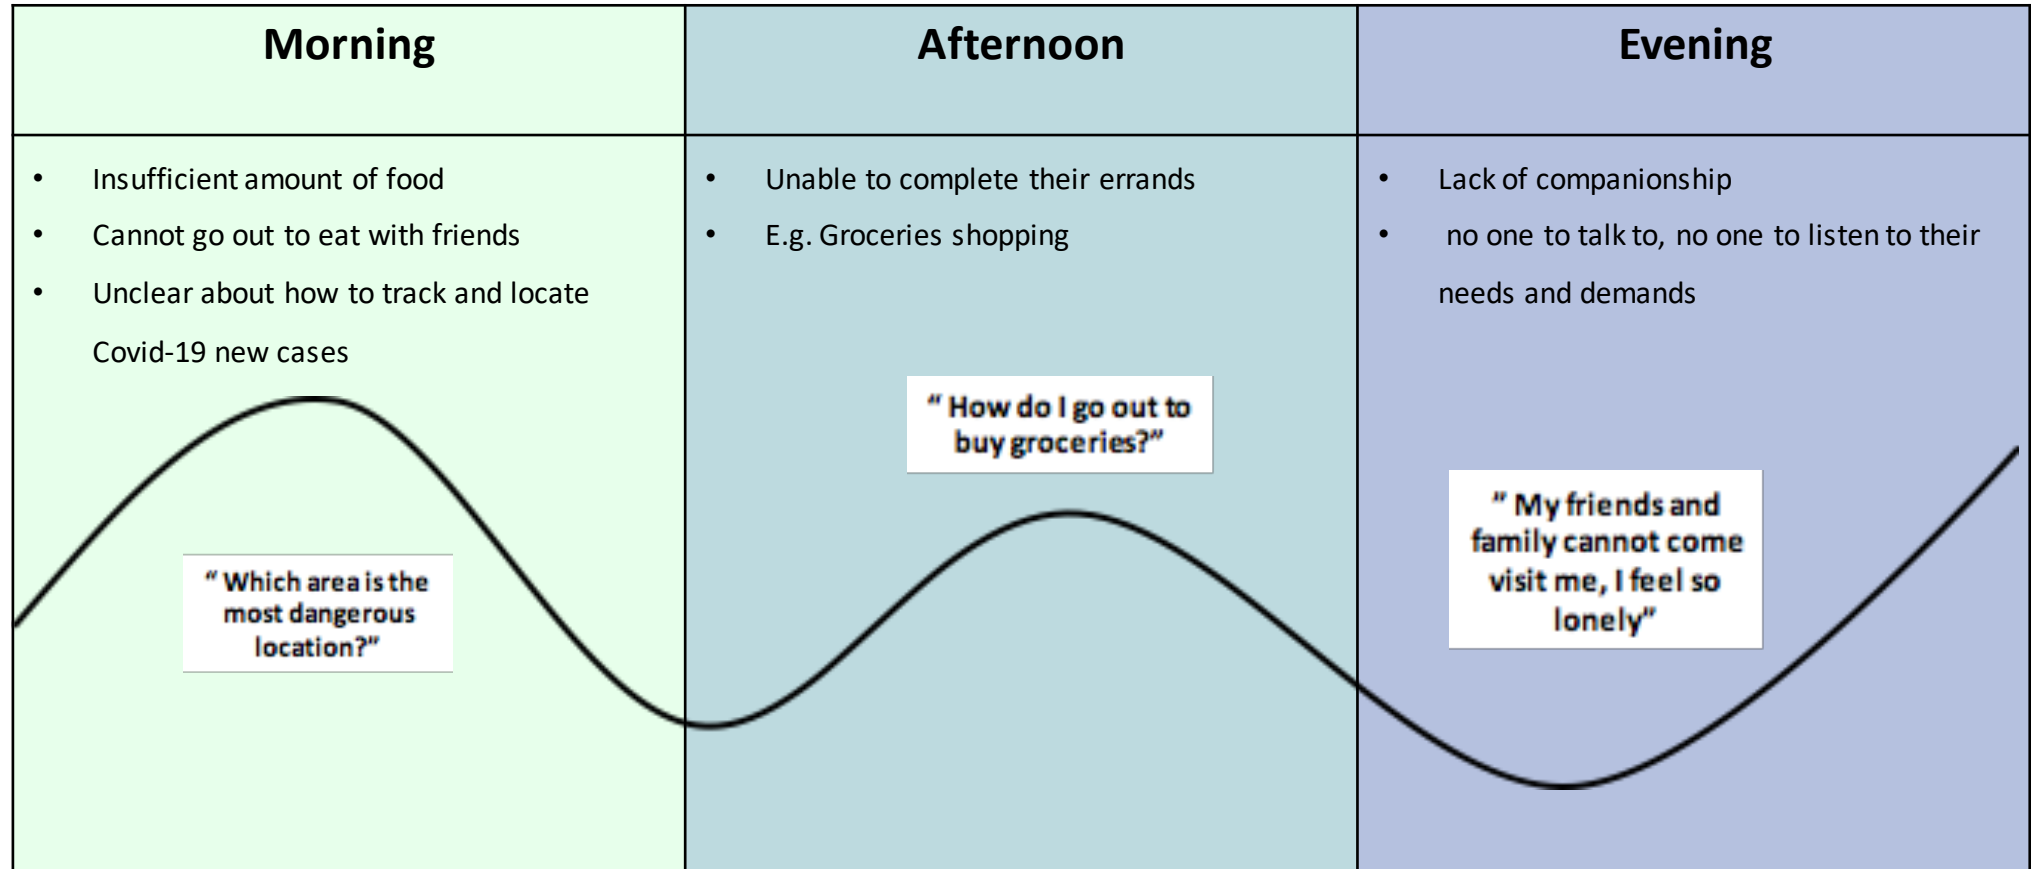 Morning
Afternoon
Evening
• Insufficient amount of food
• Cannot go out to eat with friends
• Unclear about how to track and locate
Covid-19 new cases
• Unable to complete their errands
• E.g. Groceries shopping
• Lack of companionship
• no one to talk to, no one to listen to their
needs and demands
“ Which area is the
most dangerous
location?”
“ How do I go out to
buy groceries?”
“ My friends and
family cannot come
visit me, I feel so
lonely”